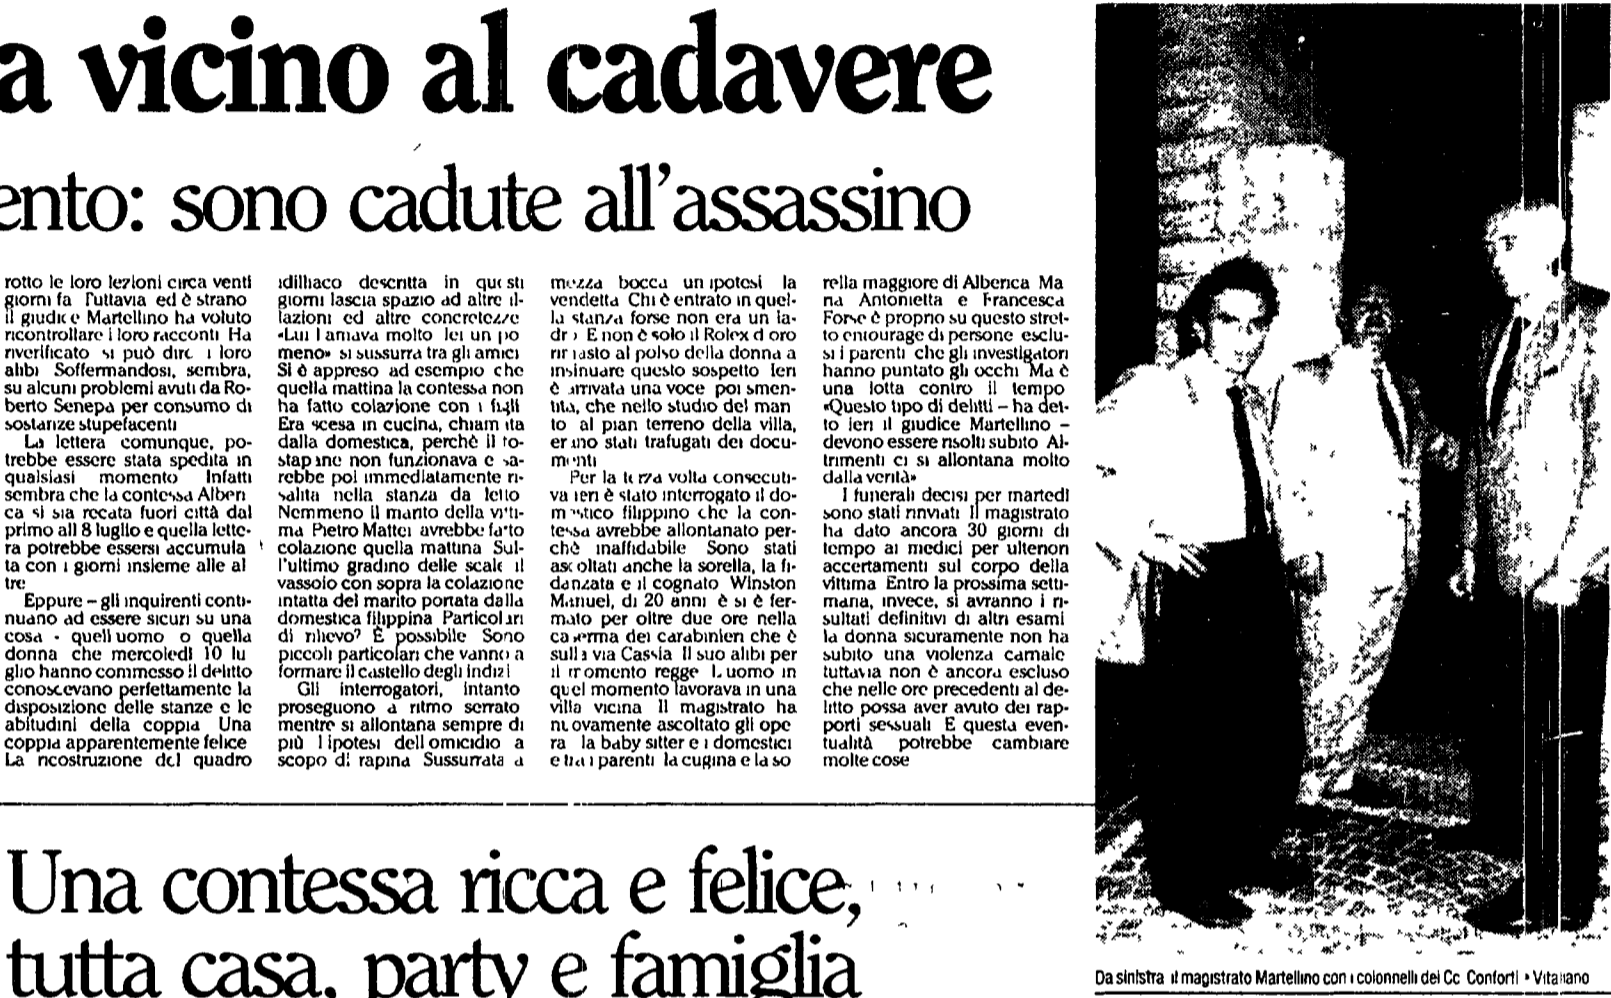 a vicino al cadavere
ento: sono cadute all'assassino
rotto le loro lezioni circa venti
giorni fa Tuttavia ed è strano
il giudice Martellino ha voluto
ricontrollare i loro racconti Ha
riverificato si può dire i loro
alibi Soffermandosi, sembra,
su alcuni problemi avuti da Ro-
berto Senepa per consumo di
sostanze stupefacenti
La lettera comunque, po-
trebbe essere stata spedita in
qualsiasi momento Infatti
sembra che la contessa Alberi
ca si sia recata fuori città dal
primo all 8 luglio e quella lette-
ra potrebbe essersi accumula
ta con i giorni insieme alle al
tre
Eppure – gli inquirenti conti-
nuano ad essere sicuri su una
cosa - quell uomo o quella
donna che mercoledì 10 lu
glio hanno commesso il delitto
conoscevano perfettamente la
disposizione delle stanze e le
abitudini della coppia Una
coppia apparentemente felice
La ricostruzione del quadro
idilliaco descritta in questi
giorni lascia spazio ad altre il-
lazioni ed altre concretezze
«Lui l amava molto lei un po
meno» si sussurra tra gli amici
Si è appreso ad esempio che
quella mattina la contessa non
ha fatto colazione con i figli
Era scesa in cucina, chiamata
dalla domestica, perchè il to-
stapane non funzionava e sa-
rebbe poi immediatamente ri-
salita nella stanza da letto
Nemmeno il marito della vitti-
ma Pietro Mattei avrebbe fatto
colazione quella mattina Sul-
l'ultimo gradino delle scale il
vassoio con sopra la colazione
intatta del marito portata dalla
domestica filippina Particolari
di rilievo? È possibile Sono
piccoli particolari che vanno a
formare il castello degli indizi
Gli interrogatori, intanto
proseguono a ritmo serrato
mentre si allontana sempre di
più l ipotesi dell omicidio a
scopo di rapina Sussurrata a
mezza bocca un ipotesi la
vendetta Chi è entrato in quel-
la stanza forse non era un la-
dro E non è solo il Rolex d oro
rimasto al polso della donna a
insinuare questo sospetto Ieri
è arrivata una voce poi smen-
tita, che nello studio del mari
to al pian terreno della villa,
erano stati trafugati dei docu-
menti
Per la terza volta consecuti-
va ieri è stato interrogato il do-
mestico filippino che la con-
tessa avrebbe allontanato per-
chè inaffidabile Sono stati
ascoltati anche la sorella, la fi-
danzata e il cognato Winston
Manuel, di 20 anni è si è fer-
mato per oltre due ore nella
caserma dei carabinieri che è
sulla via Cassia Il suo alibi per
il momento regge L uomo in
quel momento lavorava in una
villa vicina Il magistrato ha
nuovamente ascoltato gli ope
rai la baby sitter e i domestici
e tra i parenti la cugina e la so
rella maggiore di Alberica Ma
ria Antonietta e Francesca
Forse è proprio su questo stret-
to entourage di persone esclu-
si i parenti che gli investigatori
hanno puntato gli occhi Ma è
una lotta contro il tempo
«Questo tipo di delitti – ha det-
to ieri il giudice Martellino –
devono essere risolti subito Al-
trimenti ci si allontana molto
dalla verità»
I funerali decisi per martedì
sono stati rinviati Il magistrato
ha dato ancora 30 giorni di
tempo ai medici per ulteriori
accertamenti sul corpo della
vittima Entro la prossima setti-
mana, invece, si avranno i ri-
sultati definitivi di altri esami
la donna sicuramente non ha
subito una violenza carnale
tuttavia non è ancora escluso
che nelle ore precedenti al de-
litto possa aver avuto dei rap-
porti sessuali E questa even-
tualità potrebbe cambiare
molte cose
Una contessa ricca e felice,
tutta casa, party e famiglia
Da sinistra il magistrato Martellino con i colonnelli dei Cc Conforti e Vitaliano